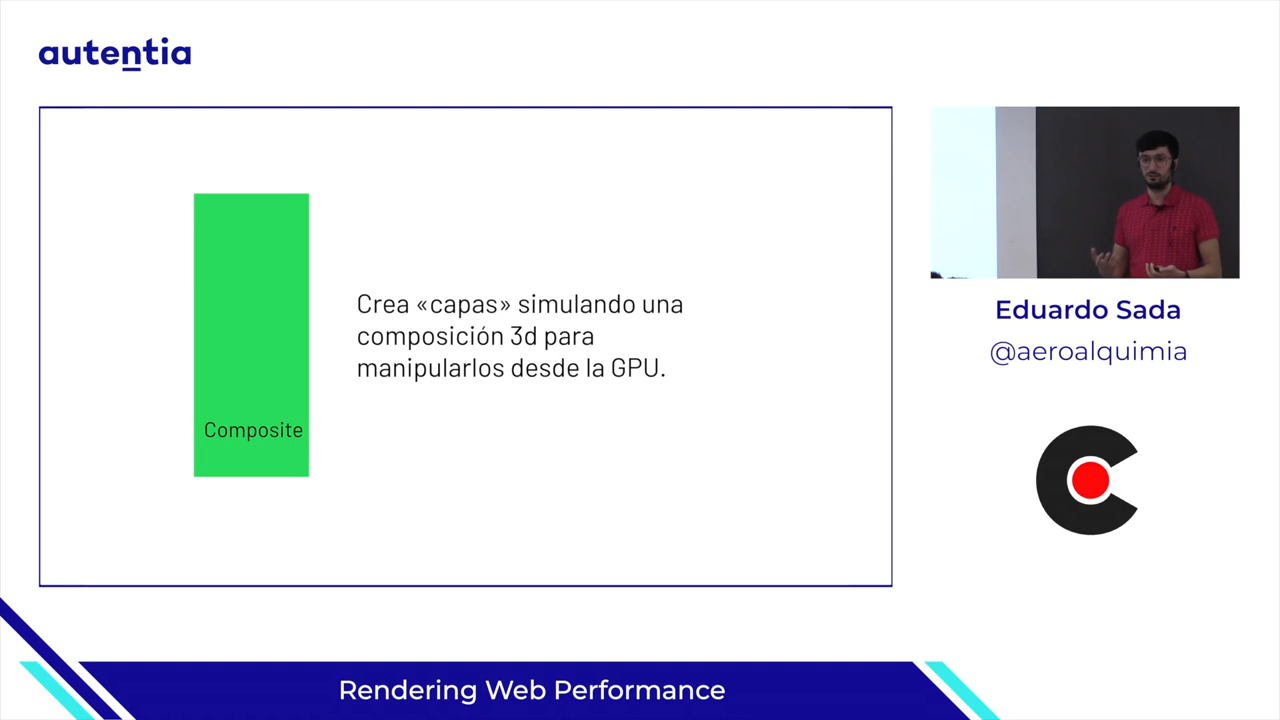 autentia
Composite
Crea «capas» simulando una
composición 3d para
manipularlos desde la GPU.
Eduardo Sada
@aeroalquimia
Rendering Web Performance